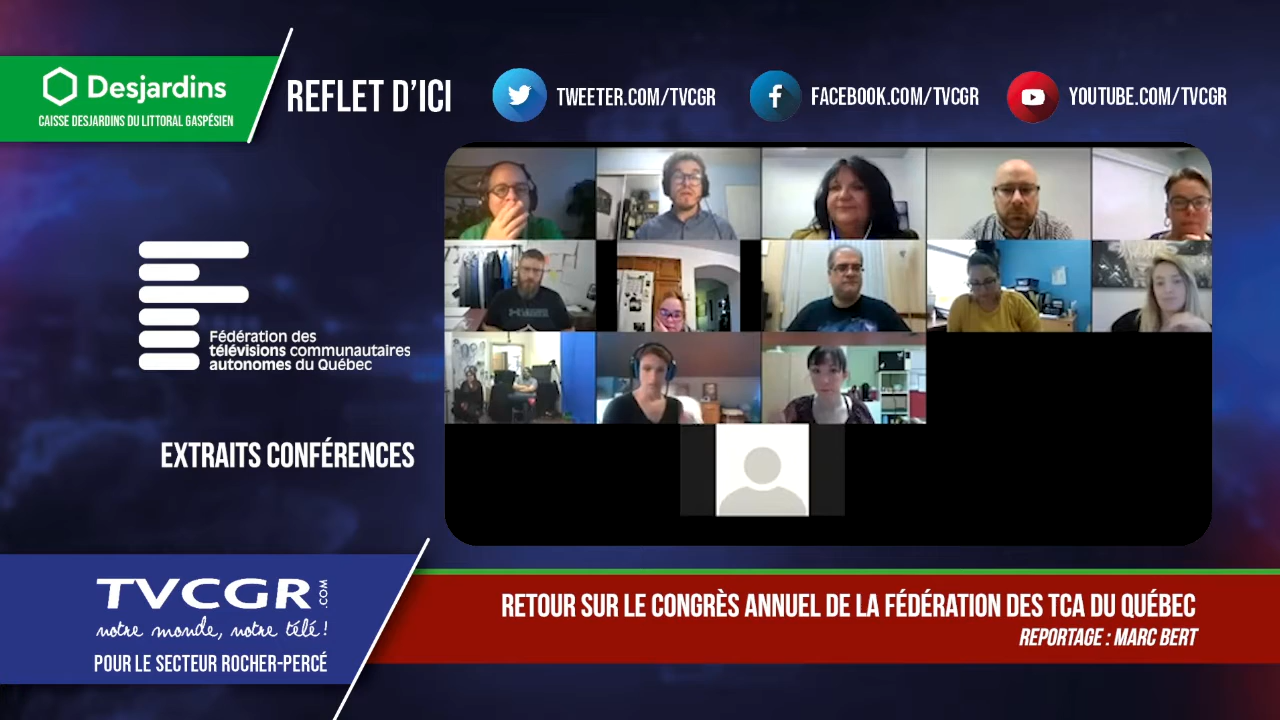 Desjardins
CAISSE DESJARDINS DU LITTORAL GASPÉSIEN
REFLET D'ICI
TWEETER.COM/TVCGR
FACEBOOK.COM/TVCGR
YOUTUBE.COM/TVCGR
Fédération des
télévisions communautaires
autonomes du Québec
EXTRAITS CONFÉRENCES
TVCGR.COM
notre monde, notre télé!
POUR LE SECTEUR ROCHER-PERCÉ
RETOUR SUR LE CONGRÈS ANNUEL DE LA FÉDÉRATION DES TCA DU QUÉBEC
REPORTAGE : MARC BERT